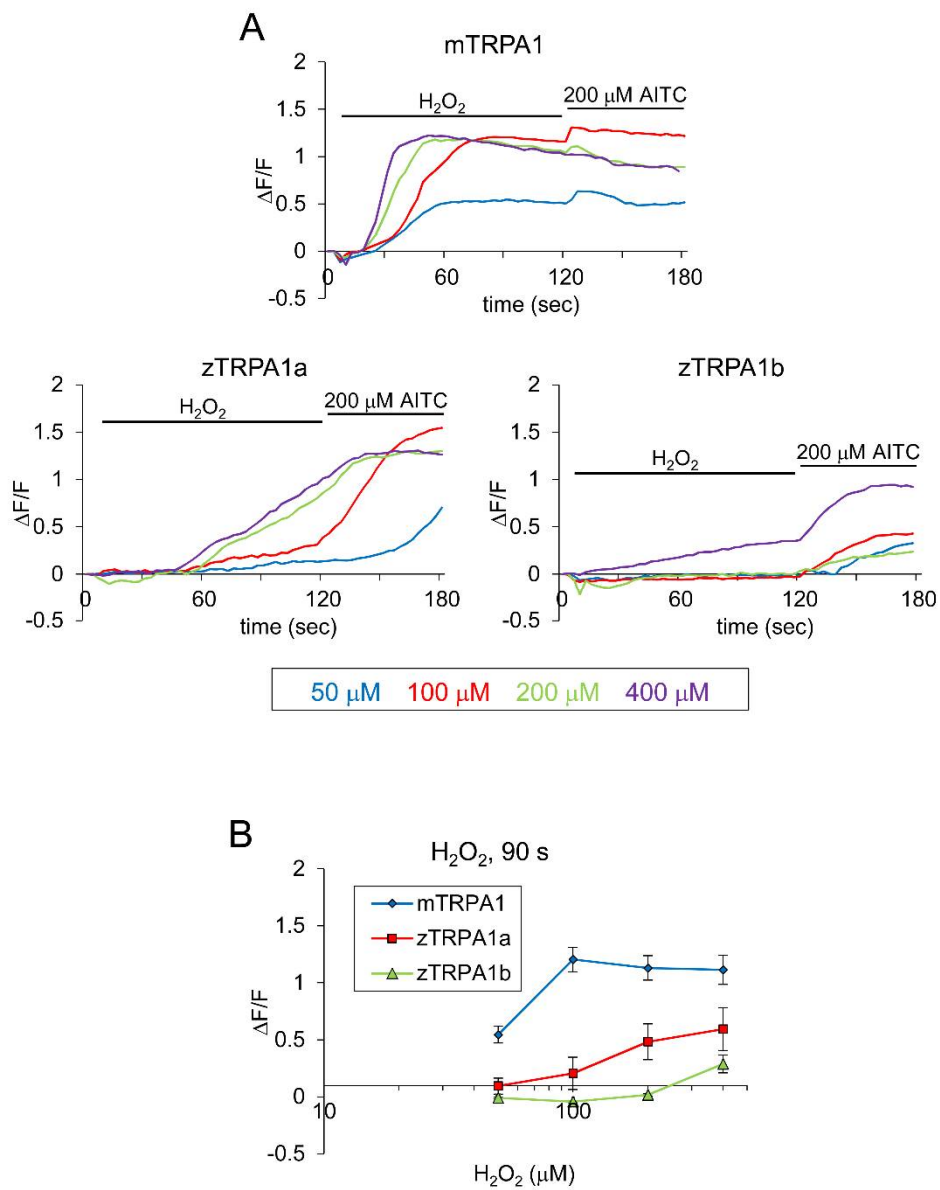 A
mTRPA1
H₂O₂
200 μM AITC
2
1.5
1
0.5
0
-0.5
ΔF/F
0 60 120 180
time (sec)
zTRPA1a
H₂O₂
200 μM AITC
2
1.5
1
0.5
0
-0.5
ΔF/F
0 60 120 180
time (sec)
zTRPA1b
H₂O₂
200 μM AITC
2
1.5
1
0.5
0
-0.5
ΔF/F
0 60 120 180
time (sec)
50 μM 100 μM 200 μM 400 μM
B
H₂O₂, 90 s
mTRPA1
zTRPA1a
zTRPA1b
2
1.5
1
0.5
0
-0.5
ΔF/F
10 100
H₂O₂ (μM)